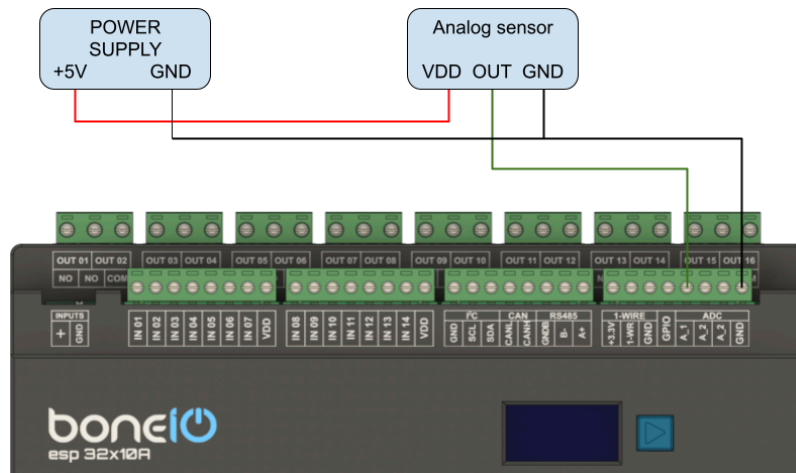 POWER
SUPPLY
+5V GND
Analog sensor
VDD OUT GND
OUT 01 OUT 02 OUT 03 OUT 04 OUT 05 OUT 06 OUT 07 OUT 08 OUT 09 OUT 10 OUT 11 OUT 12 OUT 13 OUT 14 OUT 15 OUT 16
NO NO COM
INPUTS
+ GND
IN 01 IN 02 IN 03 IN 04 IN 05 IN 06 IN 07 VDD
IN 08 IN 09 IN 10 IN 11 IN 12 IN 13 IN 14 VDD
I²C CAN RS485
GND SCL SDA CANL CANH GNDB B- A+
1-WIRE ADC
+3.3V 1-WR GND GPIO A_1 A_2 A_2 GND
boneIO
esp 32x10A